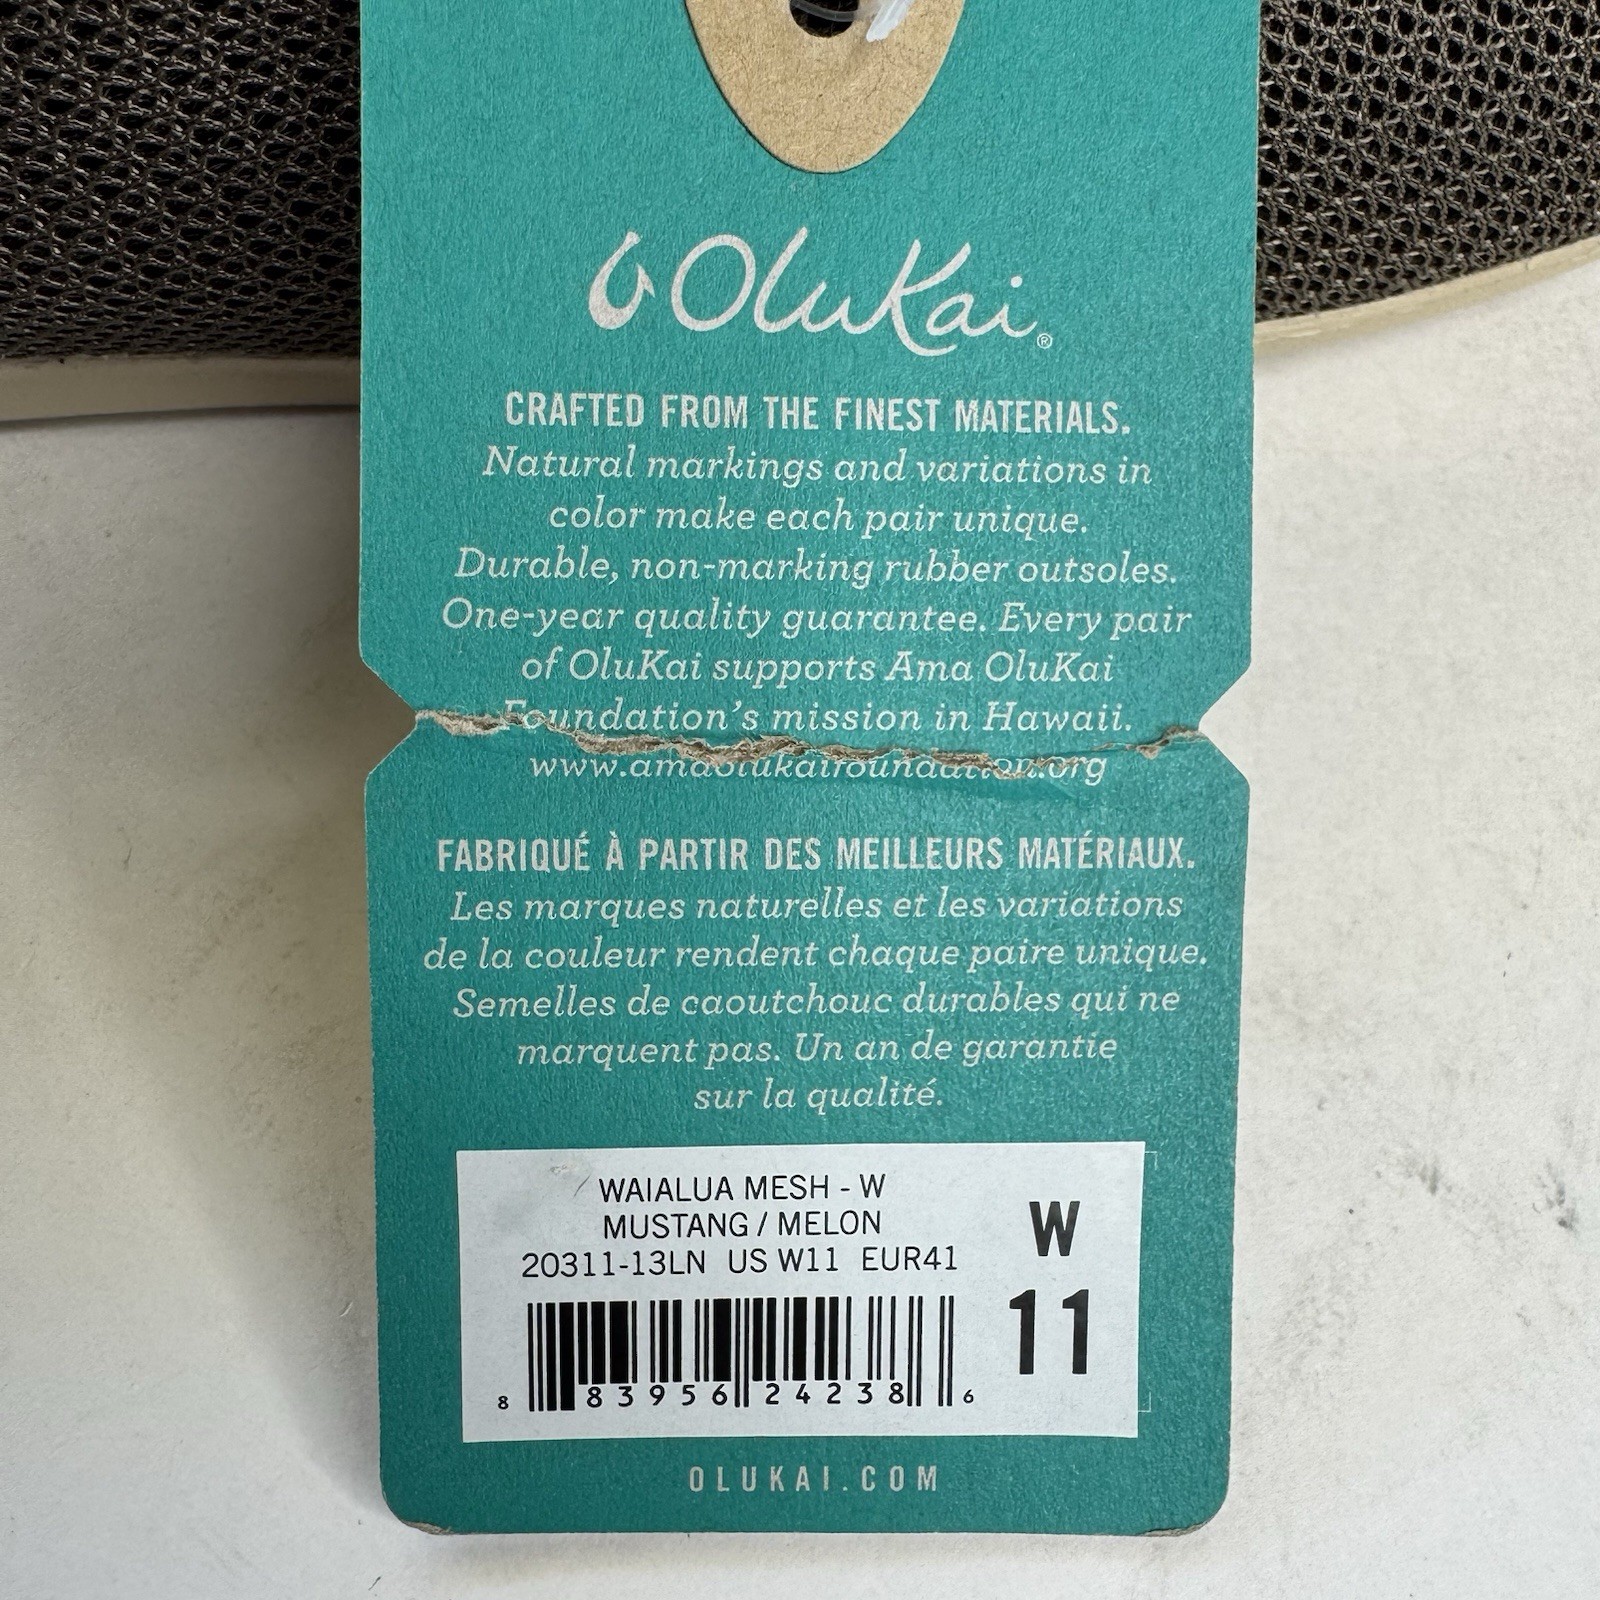 OluKai®
CRAFTED FROM THE FINEST MATERIALS.
Natural markings and variations in
color make each pair unique.
Durable, non-marking rubber outsoles.
One-year quality guarantee. Every pair
of OluKai supports Ama OluKai
Foundation's mission in Hawaii.
www.amaolukaifoundation.org
FABRIQUÉ À PARTIR DES MEILLEURS MATÉRIAUX.
Les marques naturelles et les variations
de la couleur rendent chaque paire unique.
Semelles de caoutchouc durables qui ne
marquent pas. Un an de garantie
sur la qualité.
WAIALUA MESH - W
MUSTANG / MELON
20311-13LN US W11 EUR41
W
11
8 83956 24238 6
OLUKAI.COM